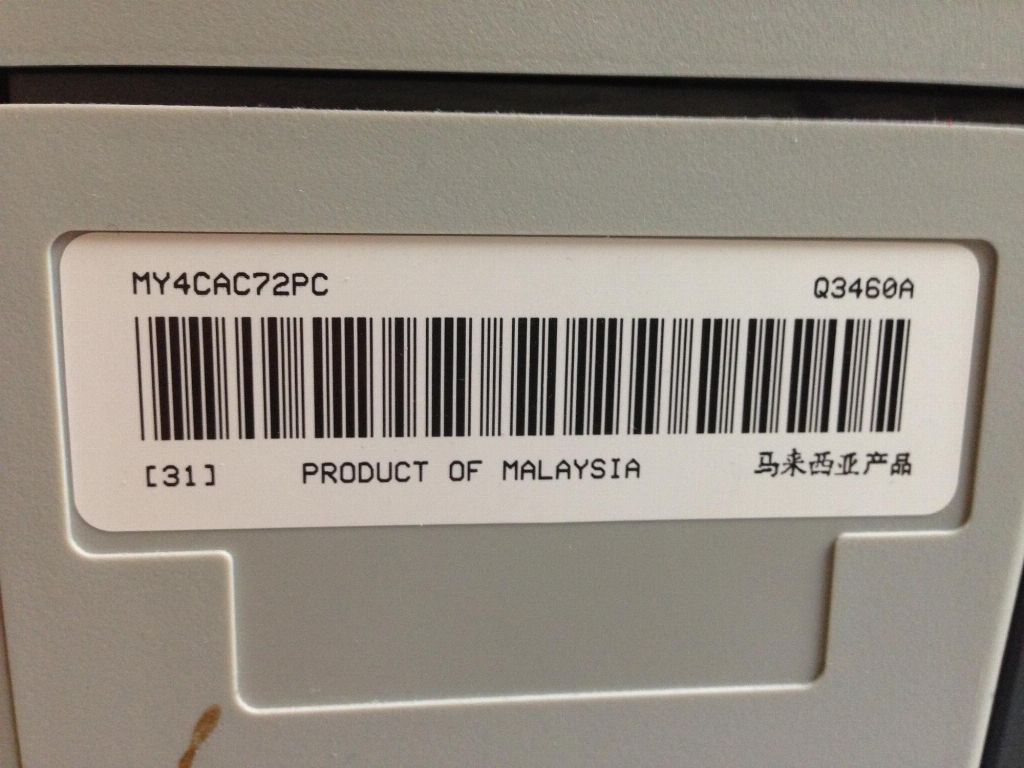 MY4CAC72PC Q3460A
[31] PRODUCT OF MALAYSIA 马来西亚产品